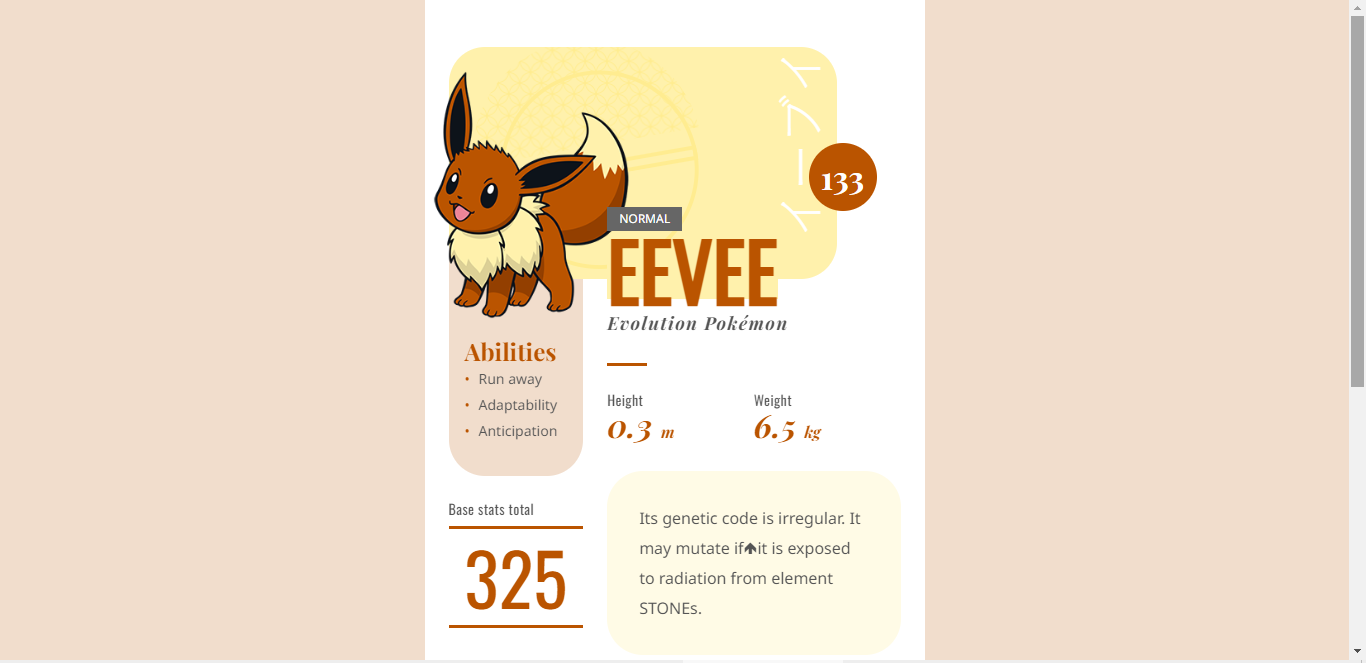 イーブイ
133
NORMAL
EEVEE
Evolution Pokémon
Abilities
• Run away
• Adaptability
• Anticipation
Height
0.3 m
Weight
6.5 kg
Base stats total
325
Its genetic code is irregular. It
may mutate if🡹it is exposed
to radiation from element
STONEs.